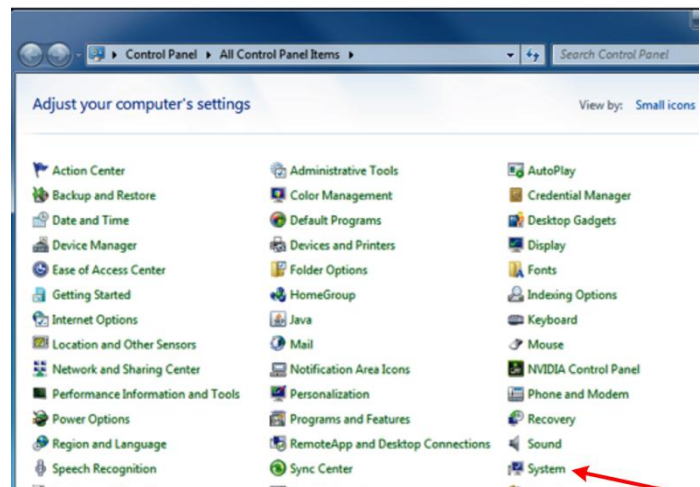 Control Panel ▸ All Control Panel Items ▸ Search Control Panel
Adjust your computer's settings View by: Small icons
Action Center Administrative Tools AutoPlay
Backup and Restore Color Management Credential Manager
Date and Time Default Programs Desktop Gadgets
Device Manager Devices and Printers Display
Ease of Access Center Folder Options Fonts
Getting Started HomeGroup Indexing Options
Internet Options Java Keyboard
Location and Other Sensors Mail Mouse
Network and Sharing Center Notification Area Icons NVIDIA Control Panel
Performance Information and Tools Personalization Phone and Modem
Power Options Programs and Features Recovery
Region and Language RemoteApp and Desktop Connections Sound
Speech Recognition Sync Center System